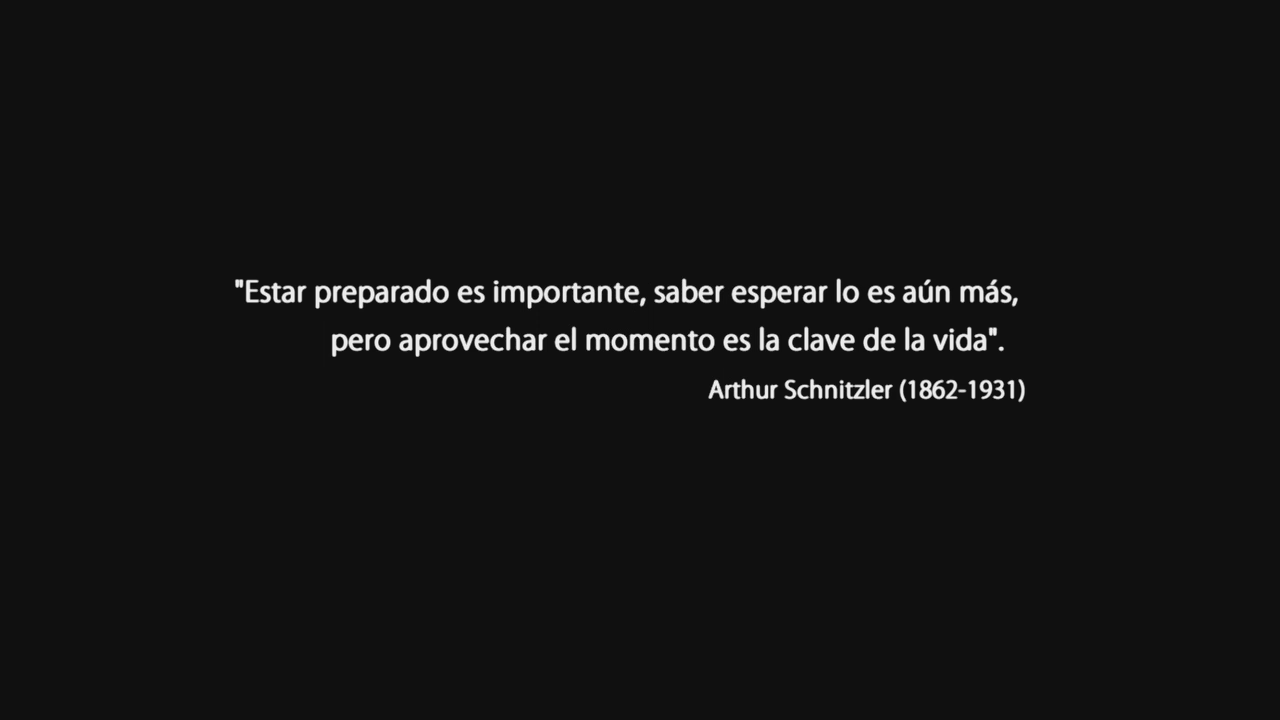 "Estar preparado es importante, saber esperar lo es aún más,
pero aprovechar el momento es la clave de la vida".
Arthur Schnitzler (1862-1931)